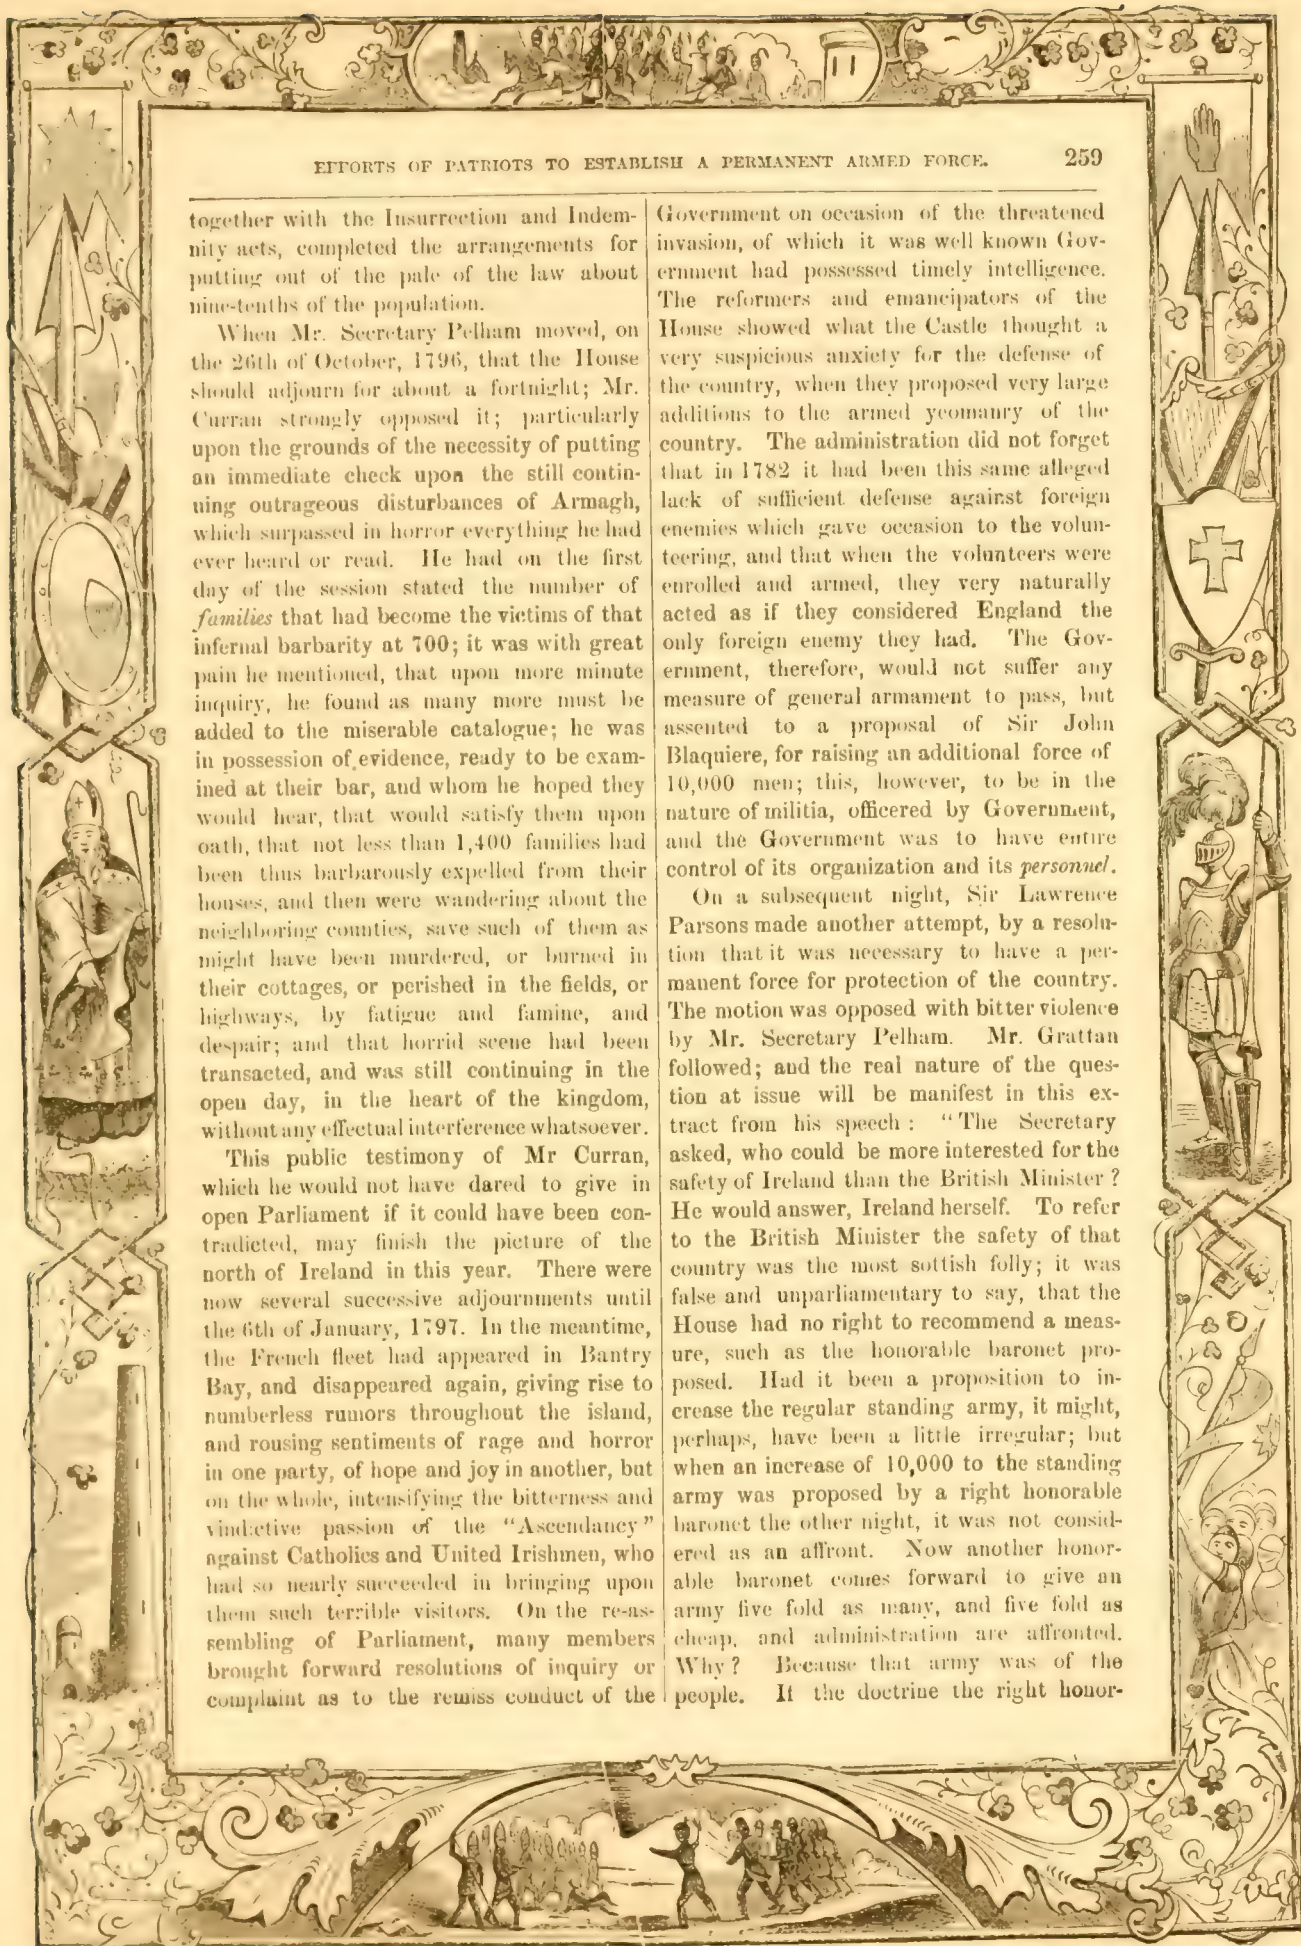 EFFORTS OF PATRIOTS TO ESTABLISH A PERMANENT ARMED FORCE. 259
together with the Insurrection and Indem-
nity acts, completed the arrangements for
putting out of the pale of the law about
nine-tenths of the population.
When Mr. Secretary Pelham moved, on
the 26th of October, 1796, that the House
should adjourn for about a fortnight; Mr.
Curran strongly opposed it; particularly
upon the grounds of the necessity of putting
an immediate check upon the still contin-
uing outrageous disturbances of Armagh,
which surpassed in horror everything he had
ever heard or read. He had on the first
day of the session stated the number of
families that had become the victims of that
infernal barbarity at 700; it was with great
pain he mentioned, that upon more minute
inquiry, he found as many more must be
added to the miserable catalogue; he was
in possession of evidence, ready to be exam-
ined at their bar, and whom he hoped they
would hear, that would satisfy them upon
oath, that not less than 1,400 families had
been thus barbarously expelled from their
houses, and then were wandering about the
neighboring counties, save such of them as
might have been murdered, or burned in
their cottages, or perished in the fields, or
highways, by fatigue and famine, and
despair; and that horrid scene had been
transacted, and was still continuing in the
open day, in the heart of the kingdom,
without any effectual interference whatsoever.
This public testimony of Mr Curran,
which he would not have dared to give in
open Parliament if it could have been con-
tradicted, may finish the picture of the
north of Ireland in this year. There were
now several successive adjournments until
the 6th of January, 1797. In the meantime,
the French fleet had appeared in Bantry
Bay, and disappeared again, giving rise to
numberless rumors throughout the island,
and rousing sentiments of rage and horror
in one party, of hope and joy in another, but
on the whole, intensifying the bitterness and
vindictive passion of the "Ascendancy"
against Catholics and United Irishmen, who
had so nearly succeeded in bringing upon
them such terrible visitors. On the re-as-
sembling of Parliament, many members
brought forward resolutions of inquiry or
complaint as to the remiss conduct of the
Government on occasion of the threatened
invasion, of which it was well known Gov-
ernment had possessed timely intelligence.
The reformers and emancipators of the
House showed what the Castle thought a
very suspicious anxiety for the defense of
the country, when they proposed very large
additions to the armed yeomanry of the
country. The administration did not forget
that in 1782 it had been this same alleged
lack of sufficient defense against foreign
enemies which gave occasion to the volun-
teering, and that when the volunteers were
enrolled and armed, they very naturally
acted as if they considered England the
only foreign enemy they had. The Gov-
ernment, therefore, would not suffer any
measure of general armament to pass, but
assented to a proposal of Sir John
Blaquiere, for raising an additional force of
10,000 men; this, however, to be in the
nature of militia, officered by Government,
and the Government was to have entire
control of its organization and its personnel.
On a subsequent night, Sir Lawrence
Parsons made another attempt, by a resolu-
tion that it was necessary to have a per-
manent force for protection of the country.
The motion was opposed with bitter violence
by Mr. Secretary Pelham. Mr. Grattan
followed; and the real nature of the ques-
tion at issue will be manifest in this ex-
tract from his speech: "The Secretary
asked, who could be more interested for the
safety of Ireland than the British Minister?
He would answer, Ireland herself. To refer
to the British Minister the safety of that
country was the most sottish folly; it was
false and unparliamentary to say, that the
House had no right to recommend a meas-
ure, such as the honorable baronet pro-
posed. Had it been a proposition to in-
crease the regular standing army, it might,
perhaps, have been a little irregular; but
when an increase of 10,000 to the standing
army was proposed by a right honorable
baronet the other night, it was not consid-
ered as an affront. Now another honor-
able baronet comes forward to give an
army five fold as many, and five fold as
cheap, and administration are affronted.
Why? Because that army was of the
people. If the doctrine the right honor-